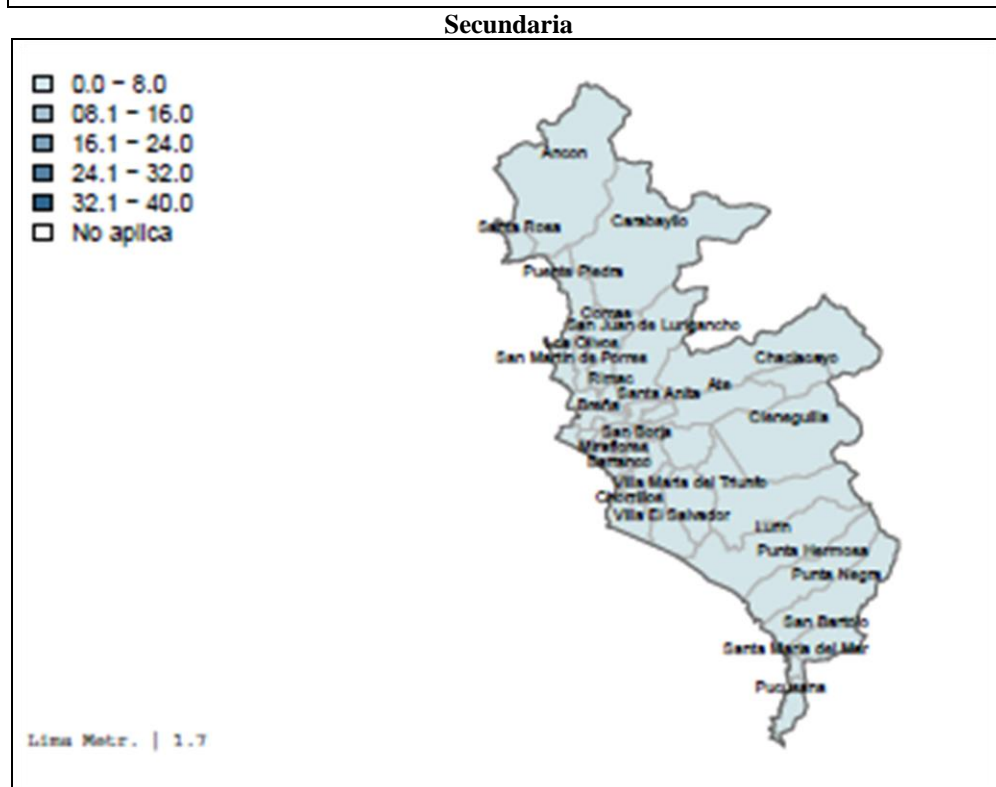 Secundaria
0.0 - 8.0
08.1 - 16.0
16.1 - 24.0
24.1 - 32.0
32.1 - 40.0
No aplica
Ancon
Santa Rosa
Carabayllo
Puente Piedra
Comas
San Juan de Lurigancho
Los Olivos
San Martin de Porres
Chaclacayo
Rimac
Ate
Santa Anita
Breña
Cieneguilla
San Borja
Miraflores
Barranco
Villa Maria del Triunfo
Chorrillos
Villa El Salvador
Lurin
Punta Hermosa
Punta Negra
San Bartolo
Santa Maria del Mar
Pucusana
Lima Metr. | 1.7